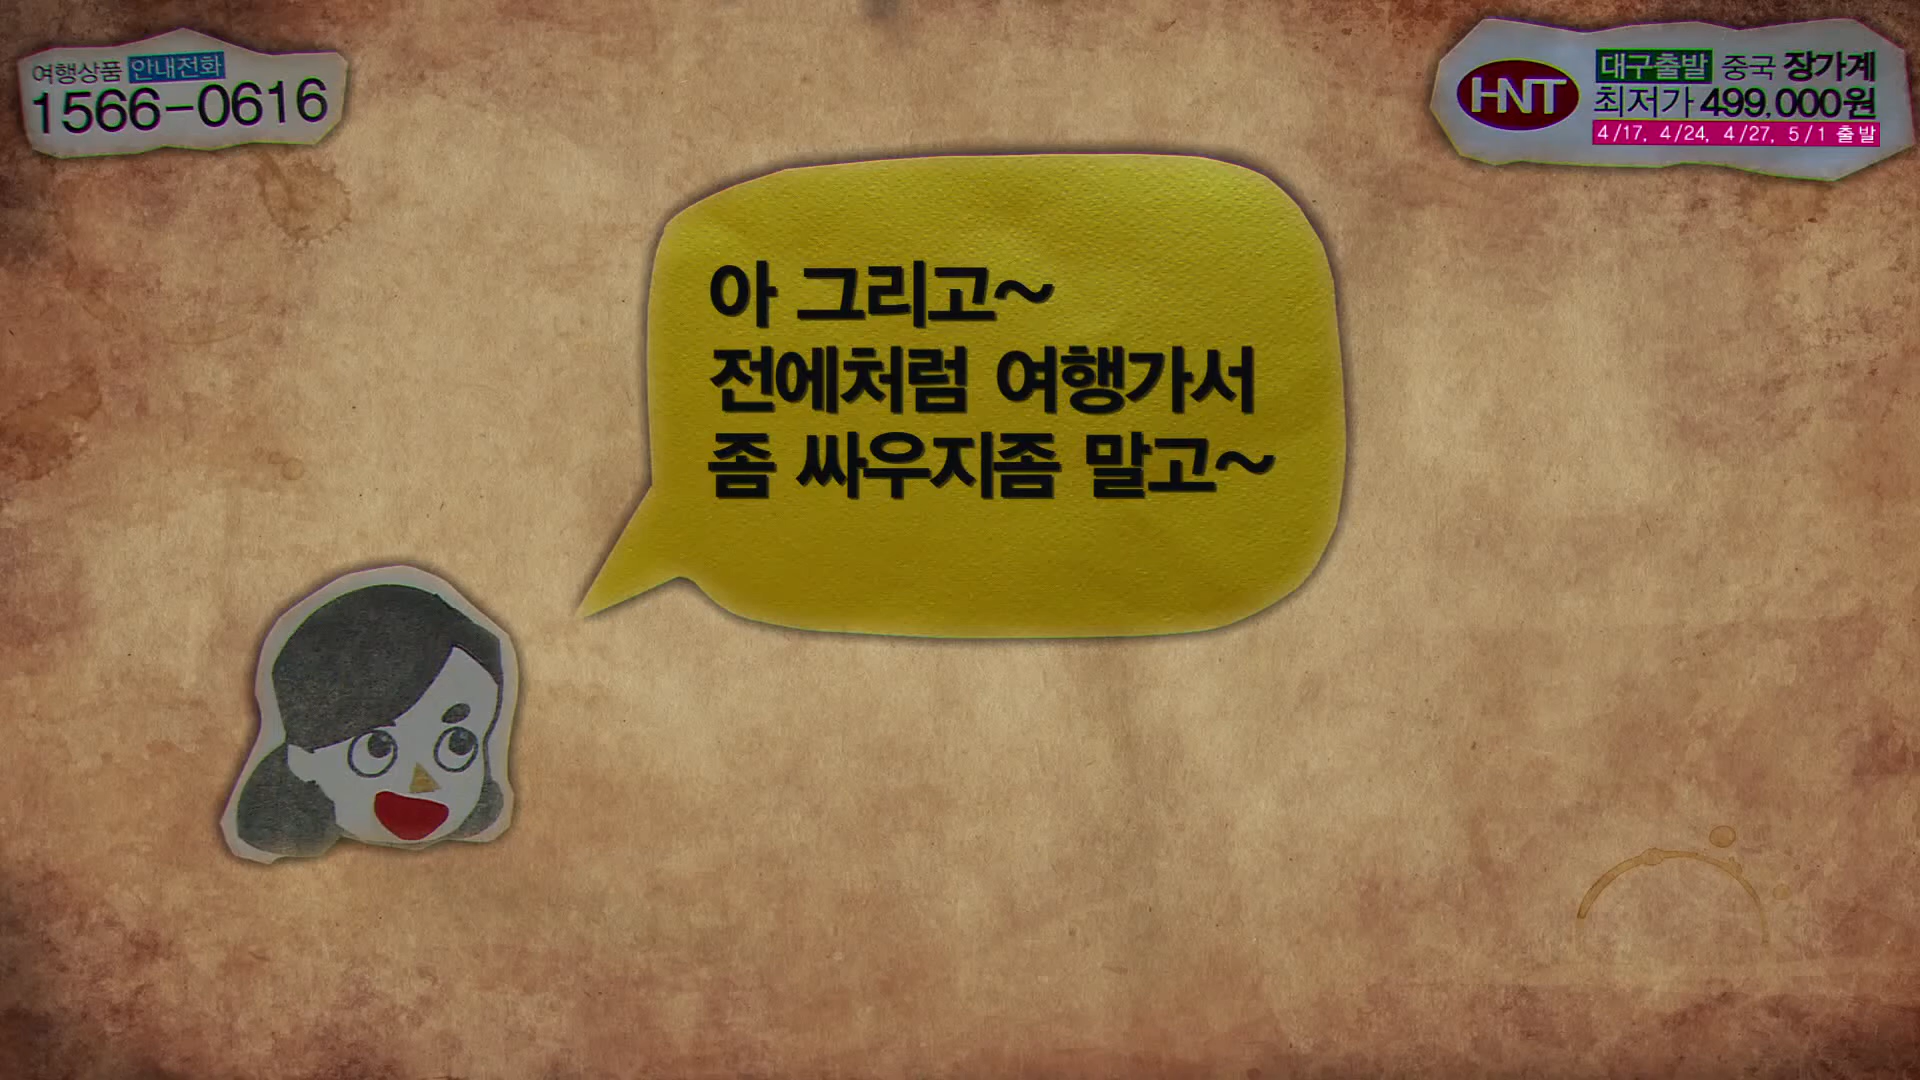 여행상품 안내전화
1566-0616
HNT
대구출발 중국 장가계
최저가 499,000원
4/17, 4/24, 4/27, 5/1 출발
아 그리고~
전에처럼 여행가서
좀 싸우지좀 말고~